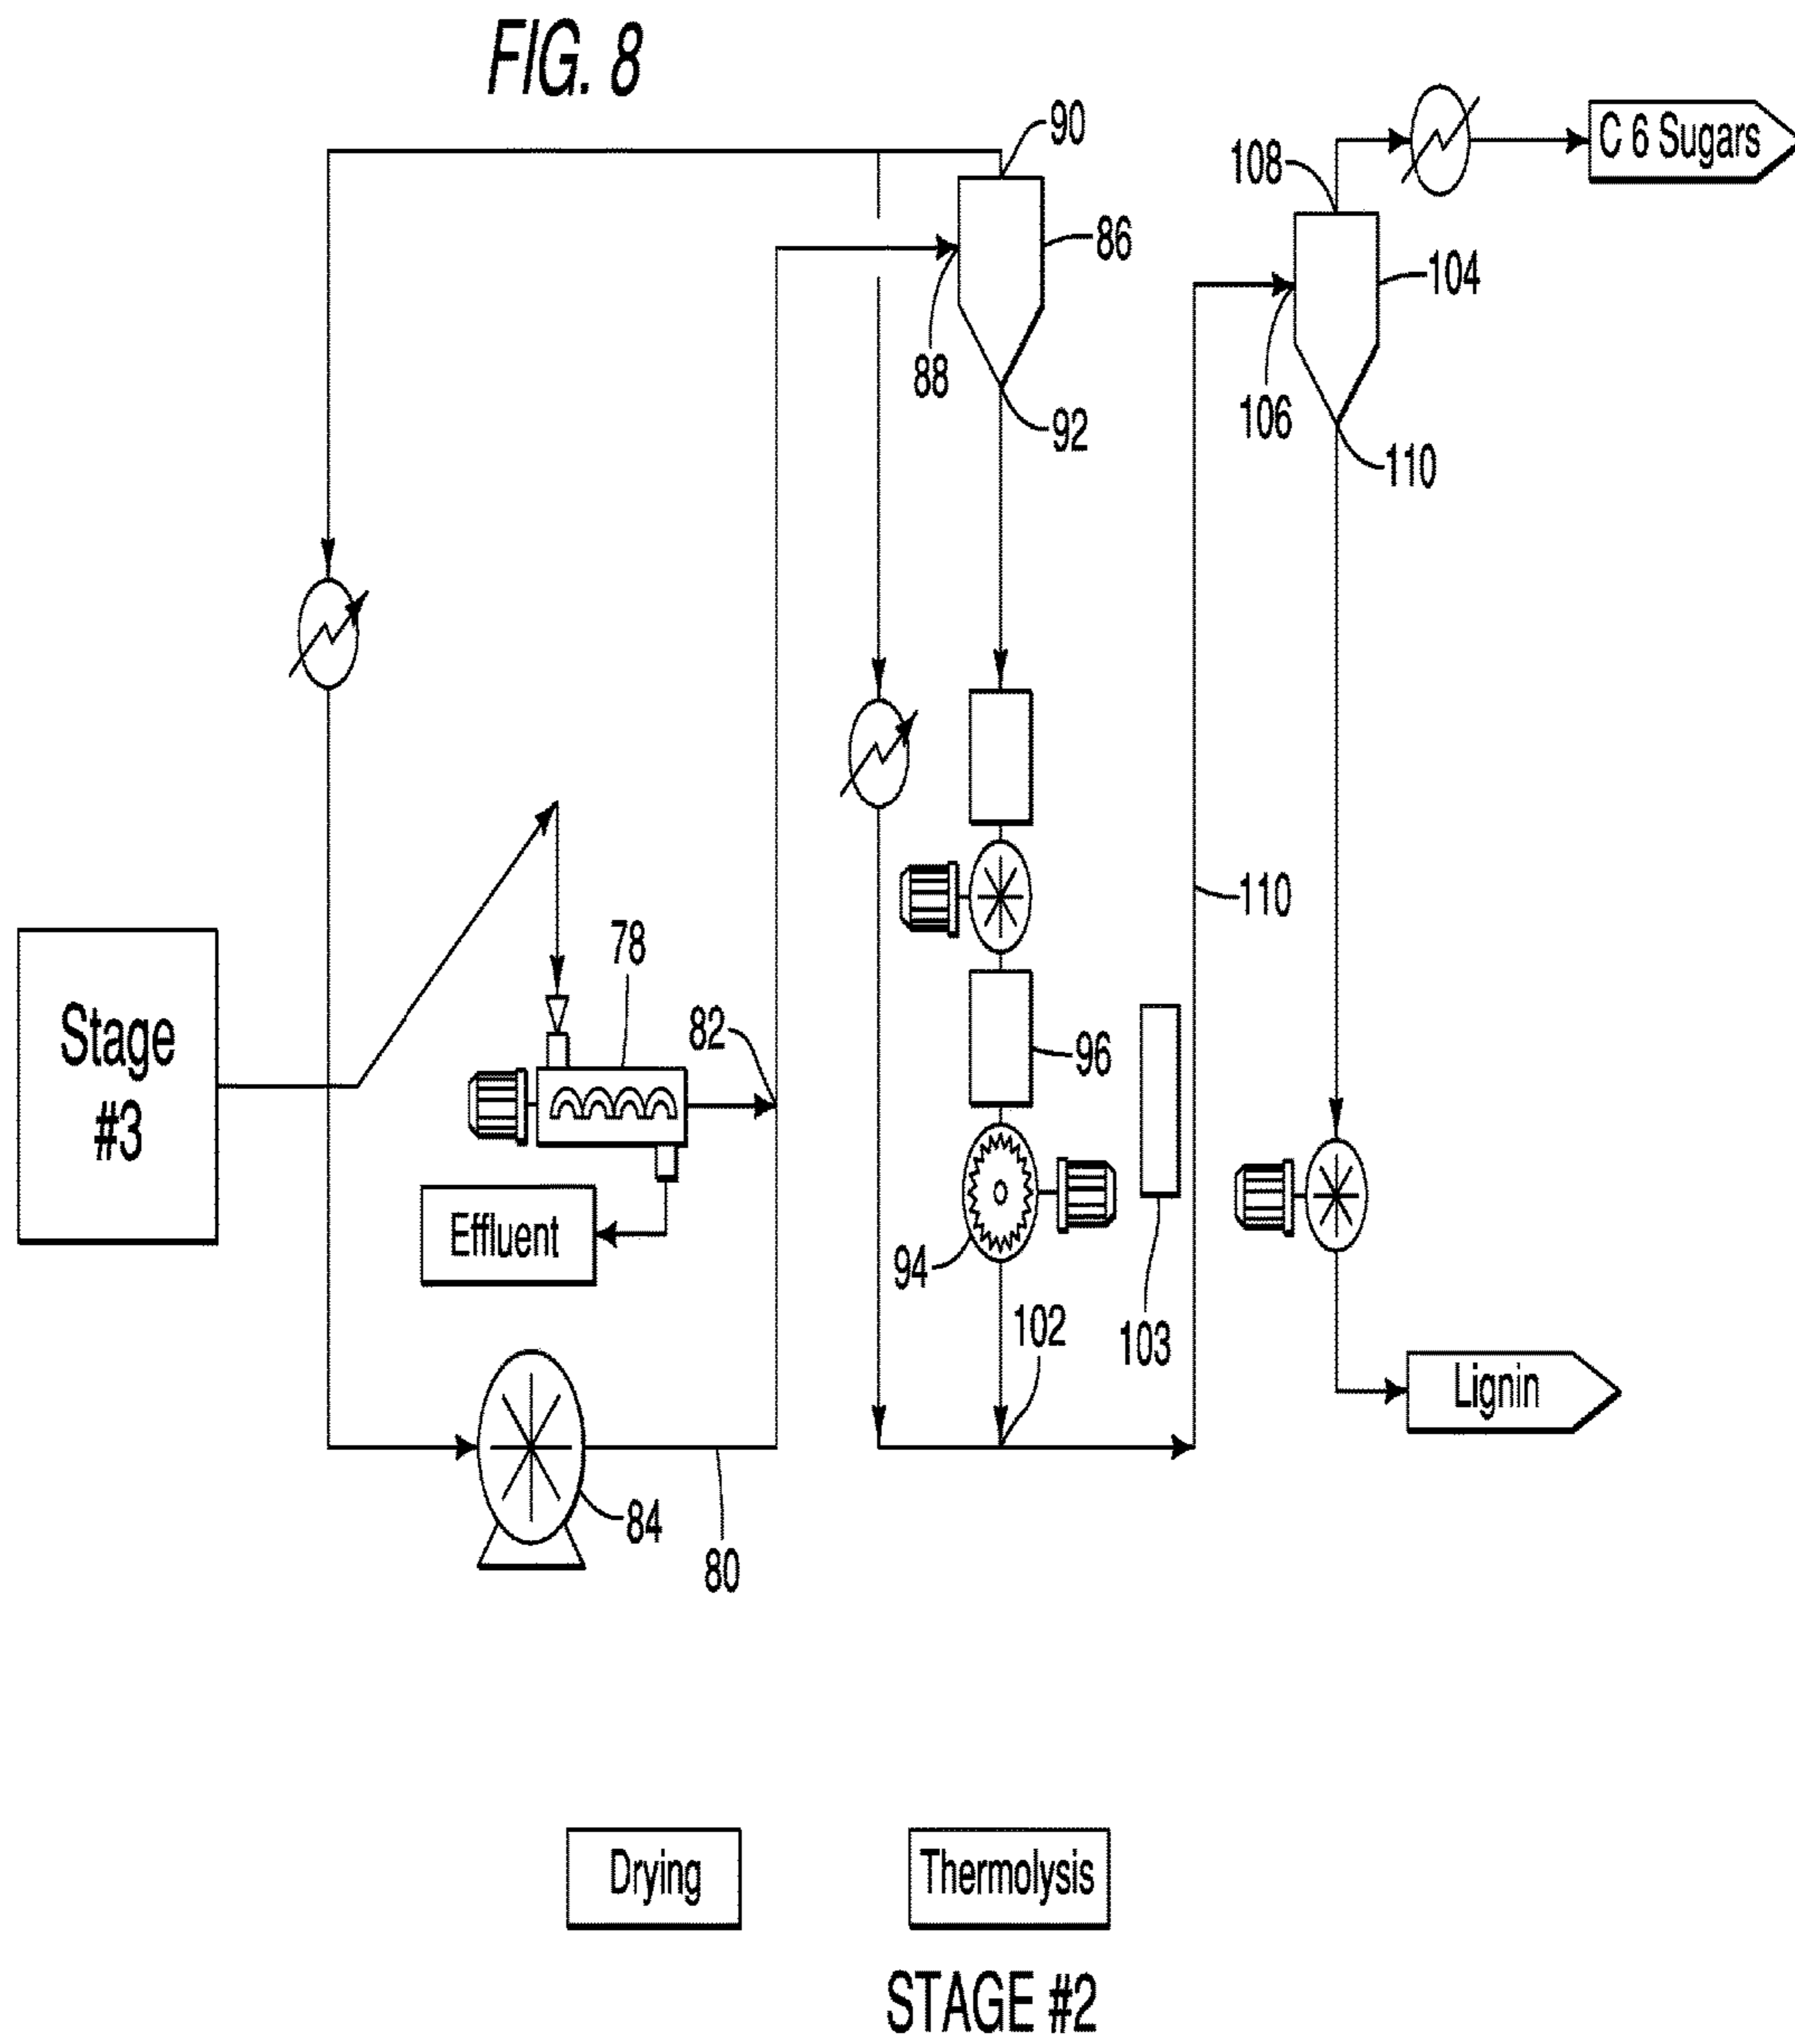 FIG. 8
90
C 6 Sugars
108
86
104
88
106
92
110
78
110
Stage
#3
82
96
Effluent
94
102
103
Lignin
84
80
Drying
Thermolysis
STAGE #2